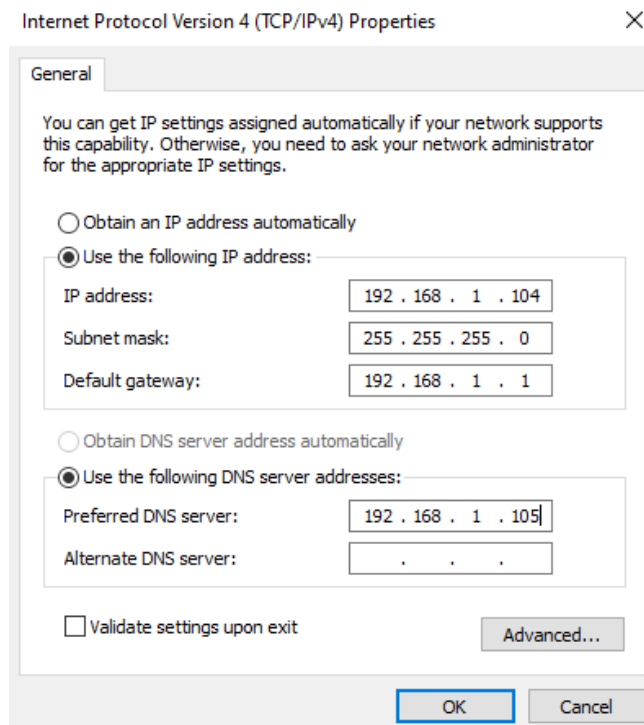 Internet Protocol Version 4 (TCP/IPv4) Properties
General
You can get IP settings assigned automatically if your network supports
this capability. Otherwise, you need to ask your network administrator
for the appropriate IP settings.
Obtain an IP address automatically
Use the following IP address:
IP address: 192 . 168 . 1 . 104
Subnet mask: 255 . 255 . 255 . 0
Default gateway: 192 . 168 . 1 . 1
Obtain DNS server address automatically
Use the following DNS server addresses:
Preferred DNS server: 192 . 168 . 1 . 105
Alternate DNS server: . . .
Validate settings upon exit
Advanced...
OK Cancel